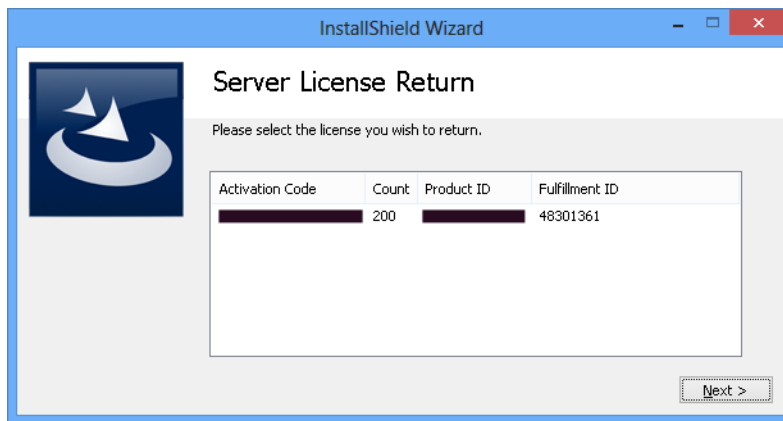 InstallShield Wizard
Server License Return
Please select the license you wish to return.
Activation Code Count Product ID Fulfillment ID
200 48301361
Next >